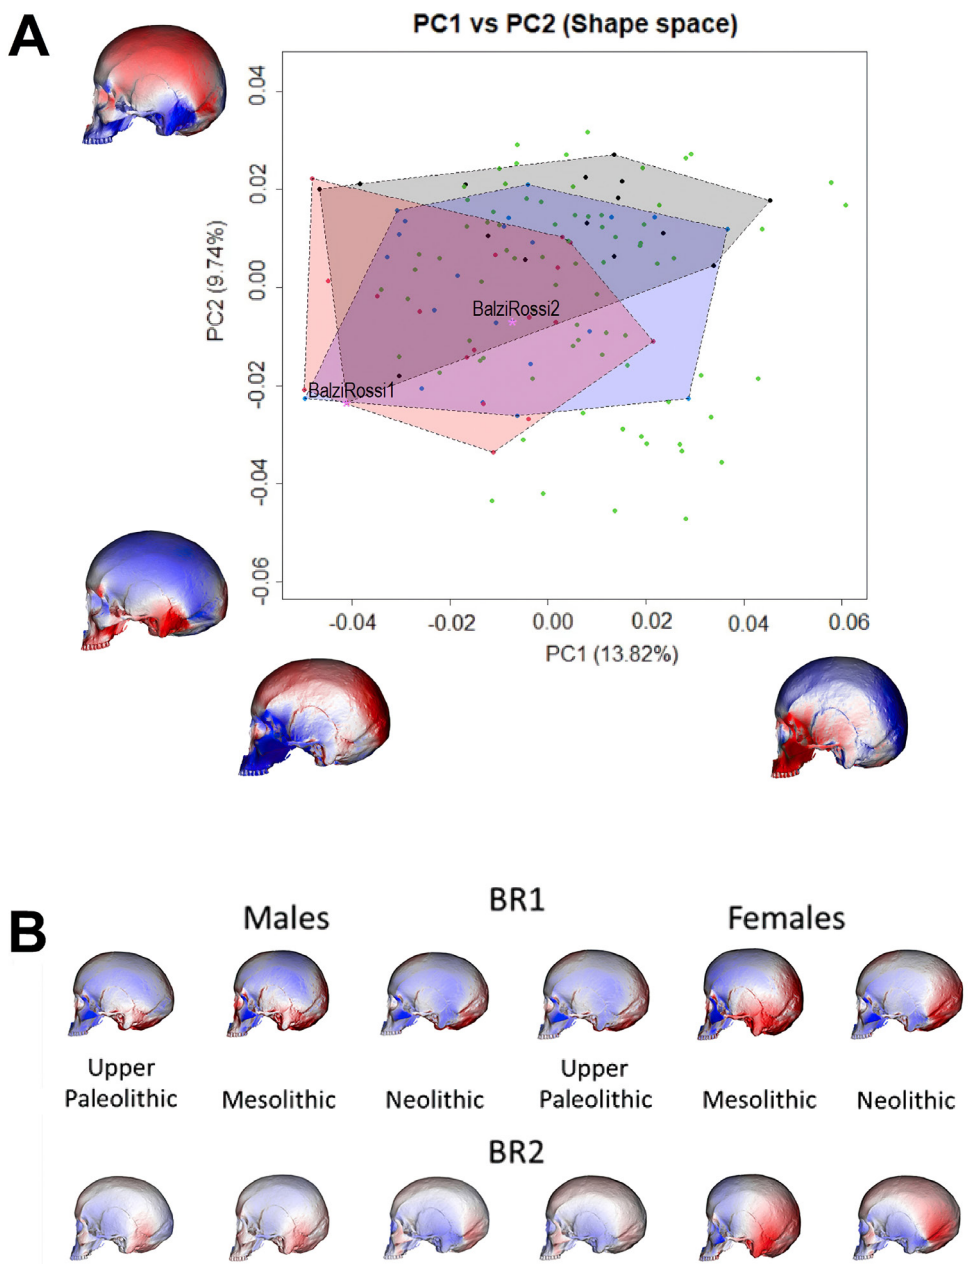 A
PC1 vs PC2 (Shape space)
0.04
0.02
0.00
-0.02
-0.04
-0.06
PC2 (9.74%)
BalziRossi2
BalziRossi1
-0.04 -0.02 0.00 0.02 0.04 0.06
PC1 (13.82%)
B
BR1
Males Females
Upper Upper
Paleolithic Mesolithic Neolithic Paleolithic Mesolithic Neolithic
BR2